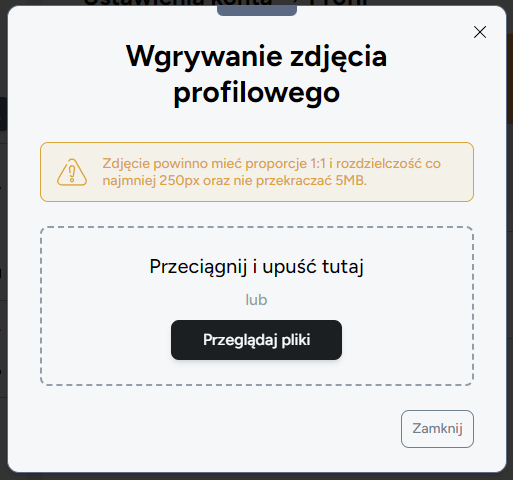 Wgrywanie zdjęcia
profilowego
Zdjęcie powinno mieć proporcje 1:1 i rozdzielczość co
najmniej 250px oraz nie przekraczać 5MB.
Przeciągnij i upuść tutaj
lub
Przeglądaj pliki
Zamknij